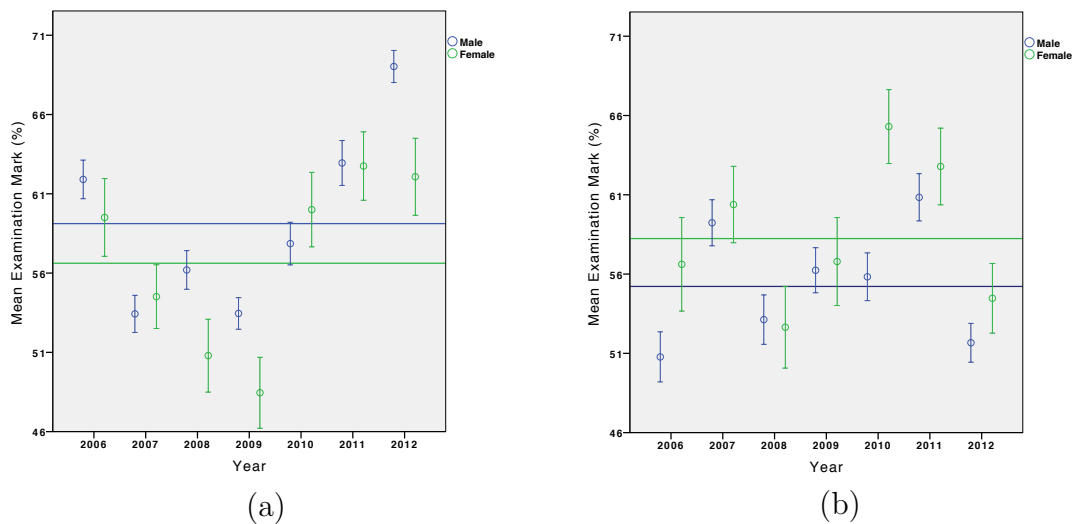 71
66
61
56
51
46
Mean Examination Mark (%)
2006 2007 2008 2009 2010 2011 2012
Year
Male
Female
(a)
71
66
61
56
51
46
Mean Examination Mark (%)
2006 2007 2008 2009 2010 2011 2012
Year
Male
Female
(b)